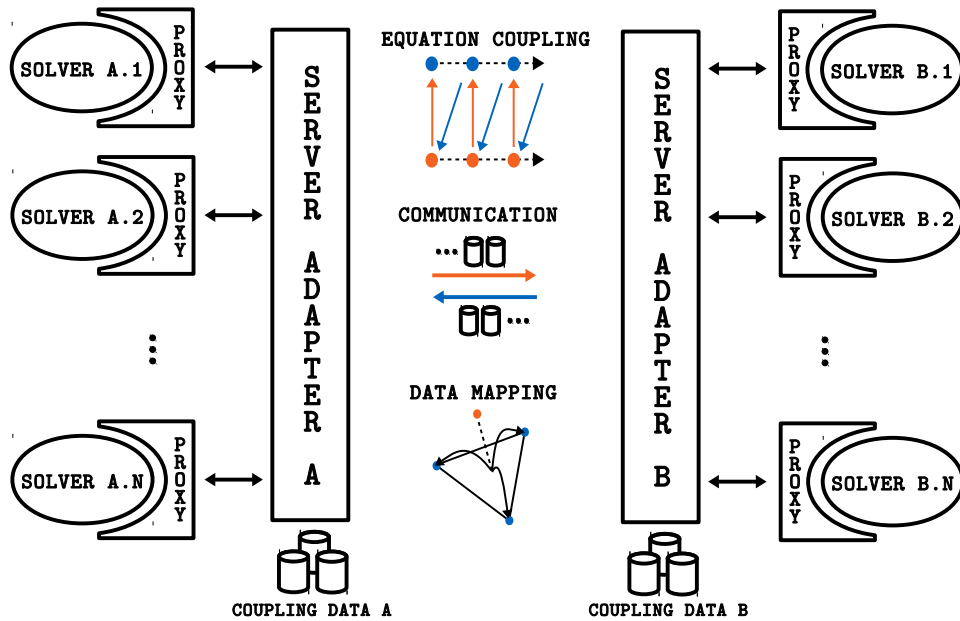 SOLVER A.1
PROXY
SOLVER A.2
PROXY
SOLVER A.N
PROXY
SERVER ADAPTER A
COUPLING DATA A
EQUATION COUPLING
COMMUNICATION
DATA MAPPING
SERVER ADAPTER B
COUPLING DATA B
PROXY
SOLVER B.1
PROXY
SOLVER B.2
PROXY
SOLVER B.N